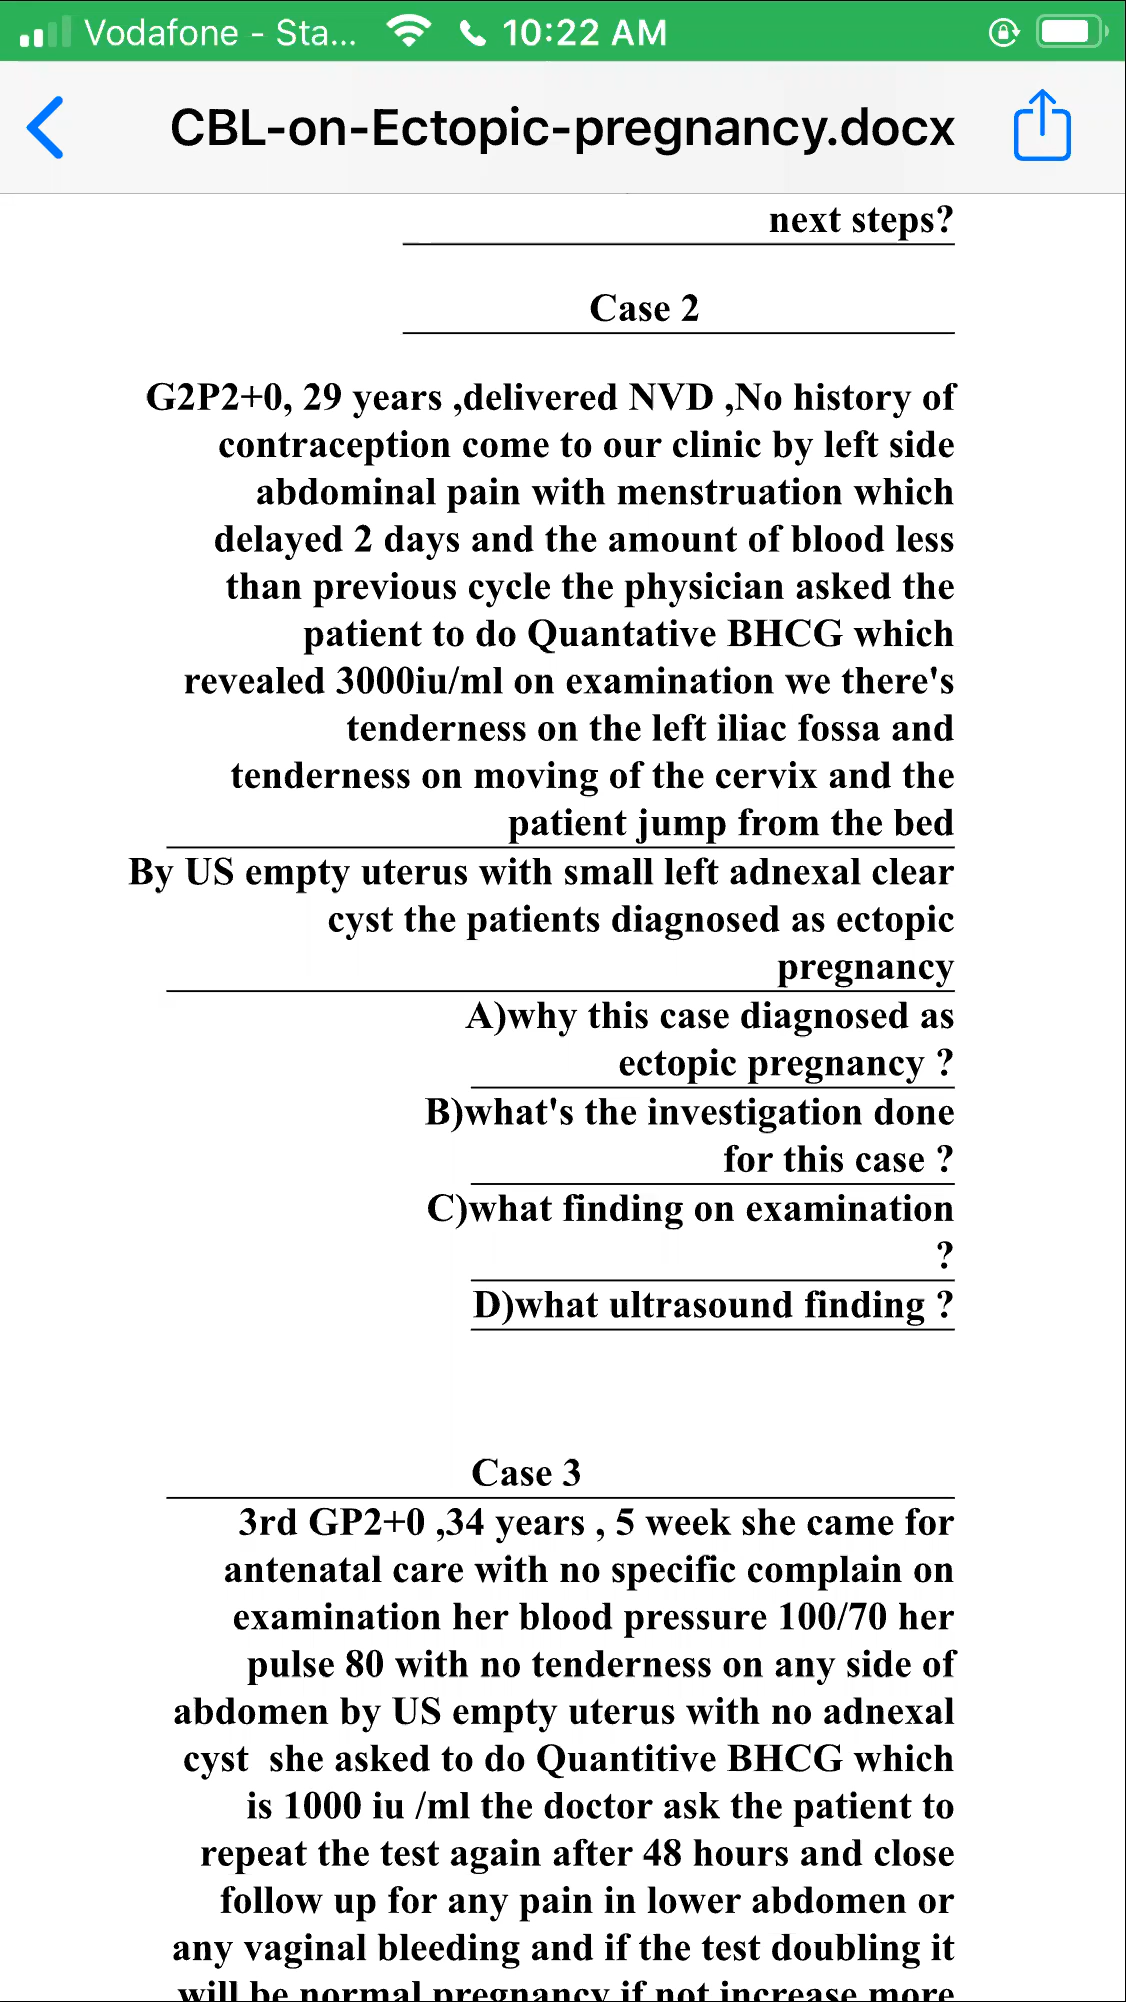 Vodafone - Sta... 10:22 AM
CBL-on-Ectopic-pregnancy.docx
next steps?
Case 2
G2P2+0, 29 years ,delivered NVD ,No history of
contraception come to our clinic by left side
abdominal pain with menstruation which
delayed 2 days and the amount of blood less
than previous cycle the physician asked the
patient to do Quantative BHCG which
revealed 3000iu/ml on examination we there's
tenderness on the left iliac fossa and
tenderness on moving of the cervix and the
patient jump from the bed
By US empty uterus with small left adnexal clear
cyst the patients diagnosed as ectopic
pregnancy
A)why this case diagnosed as
ectopic pregnancy ?
B)what's the investigation done
for this case ?
C)what finding on examination
?
D)what ultrasound finding ?
Case 3
3rd GP2+0 ,34 years , 5 week she came for
antenatal care with no specific complain on
examination her blood pressure 100/70 her
pulse 80 with no tenderness on any side of
abdomen by US empty uterus with no adnexal
cyst  she asked to do Quantitive BHCG which
is 1000 iu /ml the doctor ask the patient to
repeat the test again after 48 hours and close
follow up for any pain in lower abdomen or
any vaginal bleeding and if the test doubling it
will be normal pregnancy if not increase more